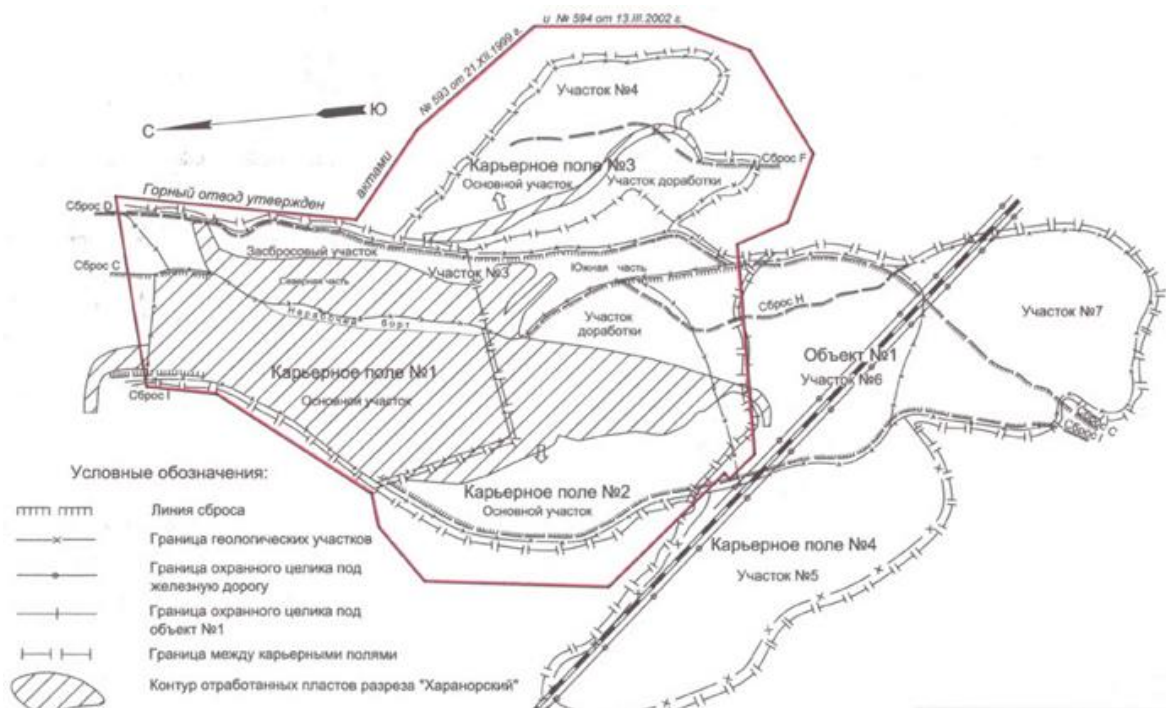 и № 594 от 13.III.2002 г.
№ 593 от 21.XII.1999 г.
актами
Горный отвод утвержден
С
Ю
Участок №4
Карьерное поле №3
Основной участок
Участок доработки
Сброс F
Сброс D
Засбросовый участок
Сброс C
Участок №3
Северная часть
Южная часть
Сброс H
Нерабочий борт
Участок
доработки
Участок №7
Объект №1
Участок №6
Карьерное поле №1
Основной участок
Сброс I
Сброс I
Условные обозначения:
Карьерное поле №2
Основной участок
Линия сброса
Граница геологических участков
Карьерное поле №4
Участок №5
Граница охранного целика под
железную дорогу
Граница охранного целика под
объект №1
Граница между карьерными полями
Контур отработанных пластов разреза "Харанорский"